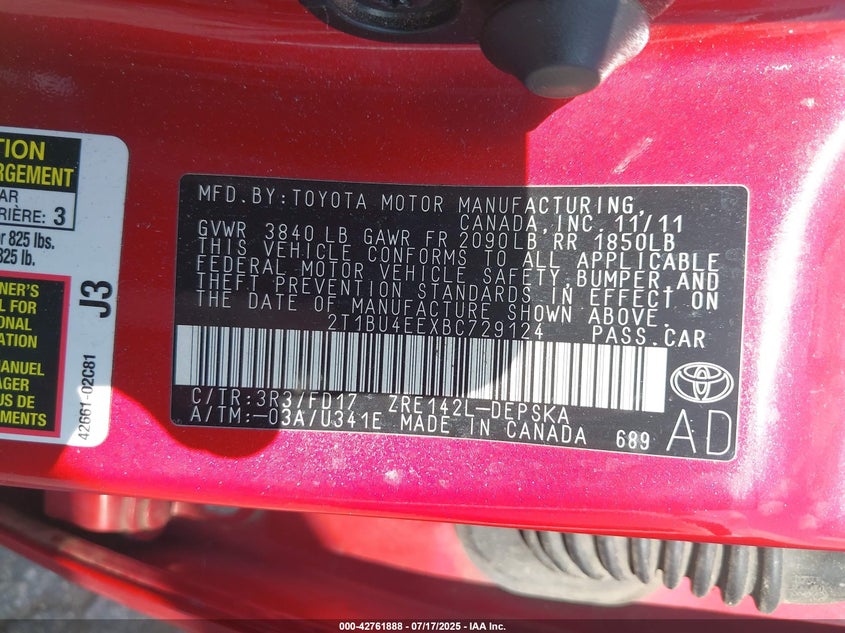 TION
RGEMENT
AR
RIÈRE: 3
r 825 lbs.
825 lb.
NER'S
L FOR
ONAL
ATION
MANUEL
AGER
US DE
EMENTS
J3
42661-02C81
MFD.BY:TOYOTA MOTOR MANUFACTURING,
CANADA,INC. 11/11
GVWR 3840 LB GAWR FR 2090LB RR 1850LB
THIS VEHICLE CONFORMS TO ALL APPLICABLE
FEDERAL MOTOR VEHICLE SAFETY, BUMPER, AND
THEFT PREVENTION STANDARDS IN EFFECT ON
THE DATE OF MANUFACTURE SHOWN ABOVE.
2T1BU4EEXBC729124 PASS.CAR
C/TR:3R3/FD17 ZRE142L-DEPSKA
A/TM:-03A/U341E MADE IN CANADA 689
AD
000-42761888 | 07/17/2025 - IAA Inc.